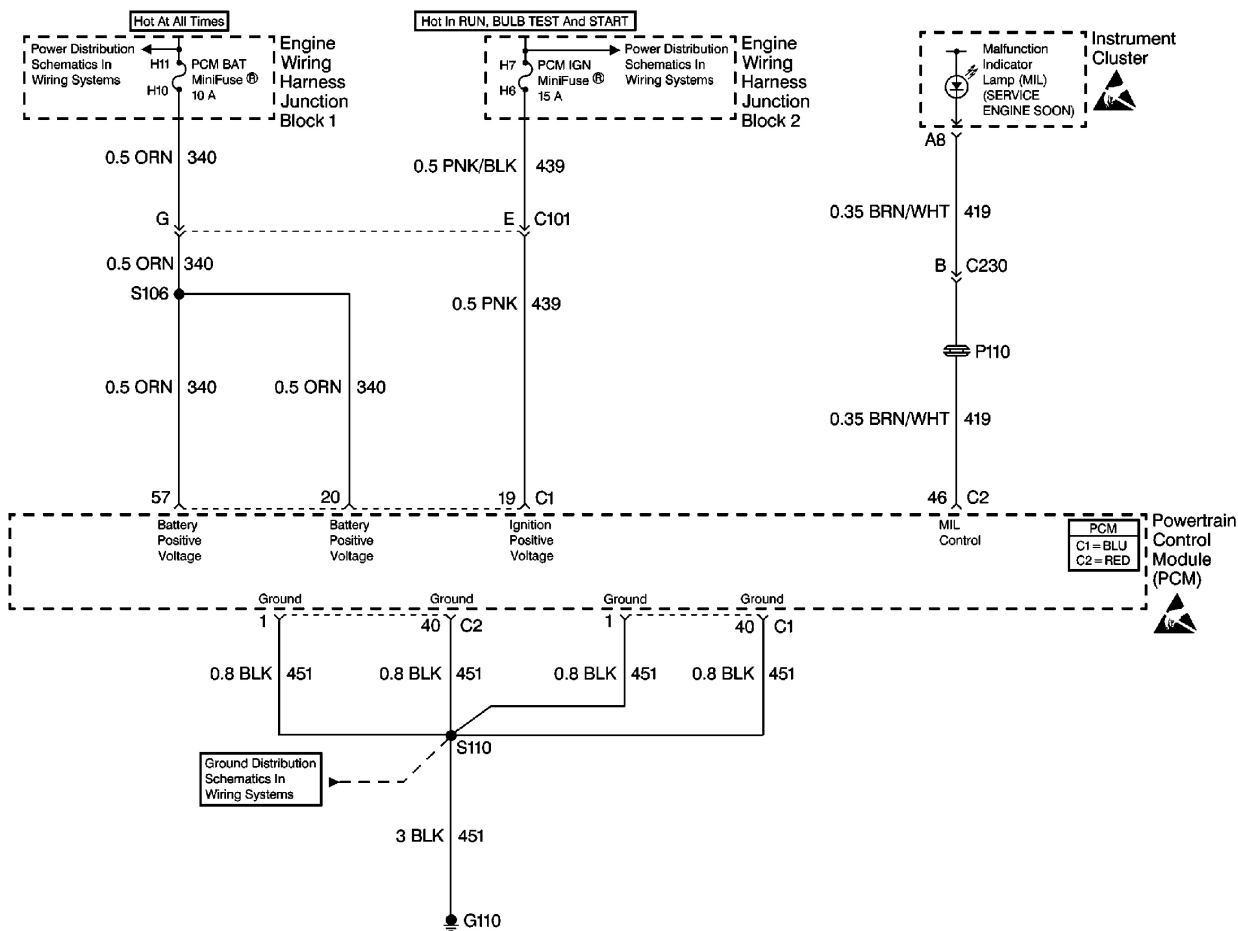 Hot At All Times
Hot In RUN, BULB TEST And START
Power Distribution
Schematics In
Wiring Systems
H11
H10
PCM BAT
MiniFuse ®
10 A
Engine
Wiring
Harness
Junction
Block 1
H7
H6
PCM IGN
MiniFuse ®
15 A
Power Distribution
Schematics In
Wiring Systems
Engine
Wiring
Harness
Junction
Block 2
Malfunction
Indicator
Lamp (MIL)
(SERVICE
ENGINE SOON)
Instrument
Cluster
A8
0.5 ORN 340
0.5 PNK/BLK 439
0.35 BRN/WHT 419
G
E C101
B C230
0.5 ORN 340
S106
0.5 PNK 439
P110
0.5 ORN 340
0.5 ORN 340
0.35 BRN/WHT 419
57
20
19 C1
46 C2
Battery
Positive
Voltage
Battery
Positive
Voltage
Ignition
Positive
Voltage
MIL
Control
PCM
C1=BLU
C2=RED
Powertrain
Control
Module
(PCM)
Ground
Ground
Ground
Ground
1
40 C2
1
40 C1
0.8 BLK 451
0.8 BLK 451
0.8 BLK 451
0.8 BLK 451
S110
Ground Distribution
Schematics In
Wiring Systems
3 BLK 451
G110